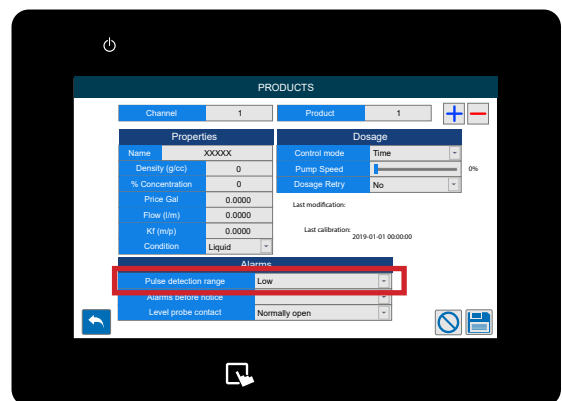 PRODUCTS
Channel 1 Product 1
Properties
Name XXXXX
Density (g/cc) 0
% Concentration 0
Price Gal 0.0000
Flow (l/m) 0.0000
Kf (m/p) 0.0000
Condition Liquid
Dosage
Control mode Time
Pump Speed 0%
Dosage Retry No
Last modification:
Last calibration:
2019-01-01 00:00:00
Alarms
Pulse detection range Low
Alarms before notice
Level probe contact Normally open